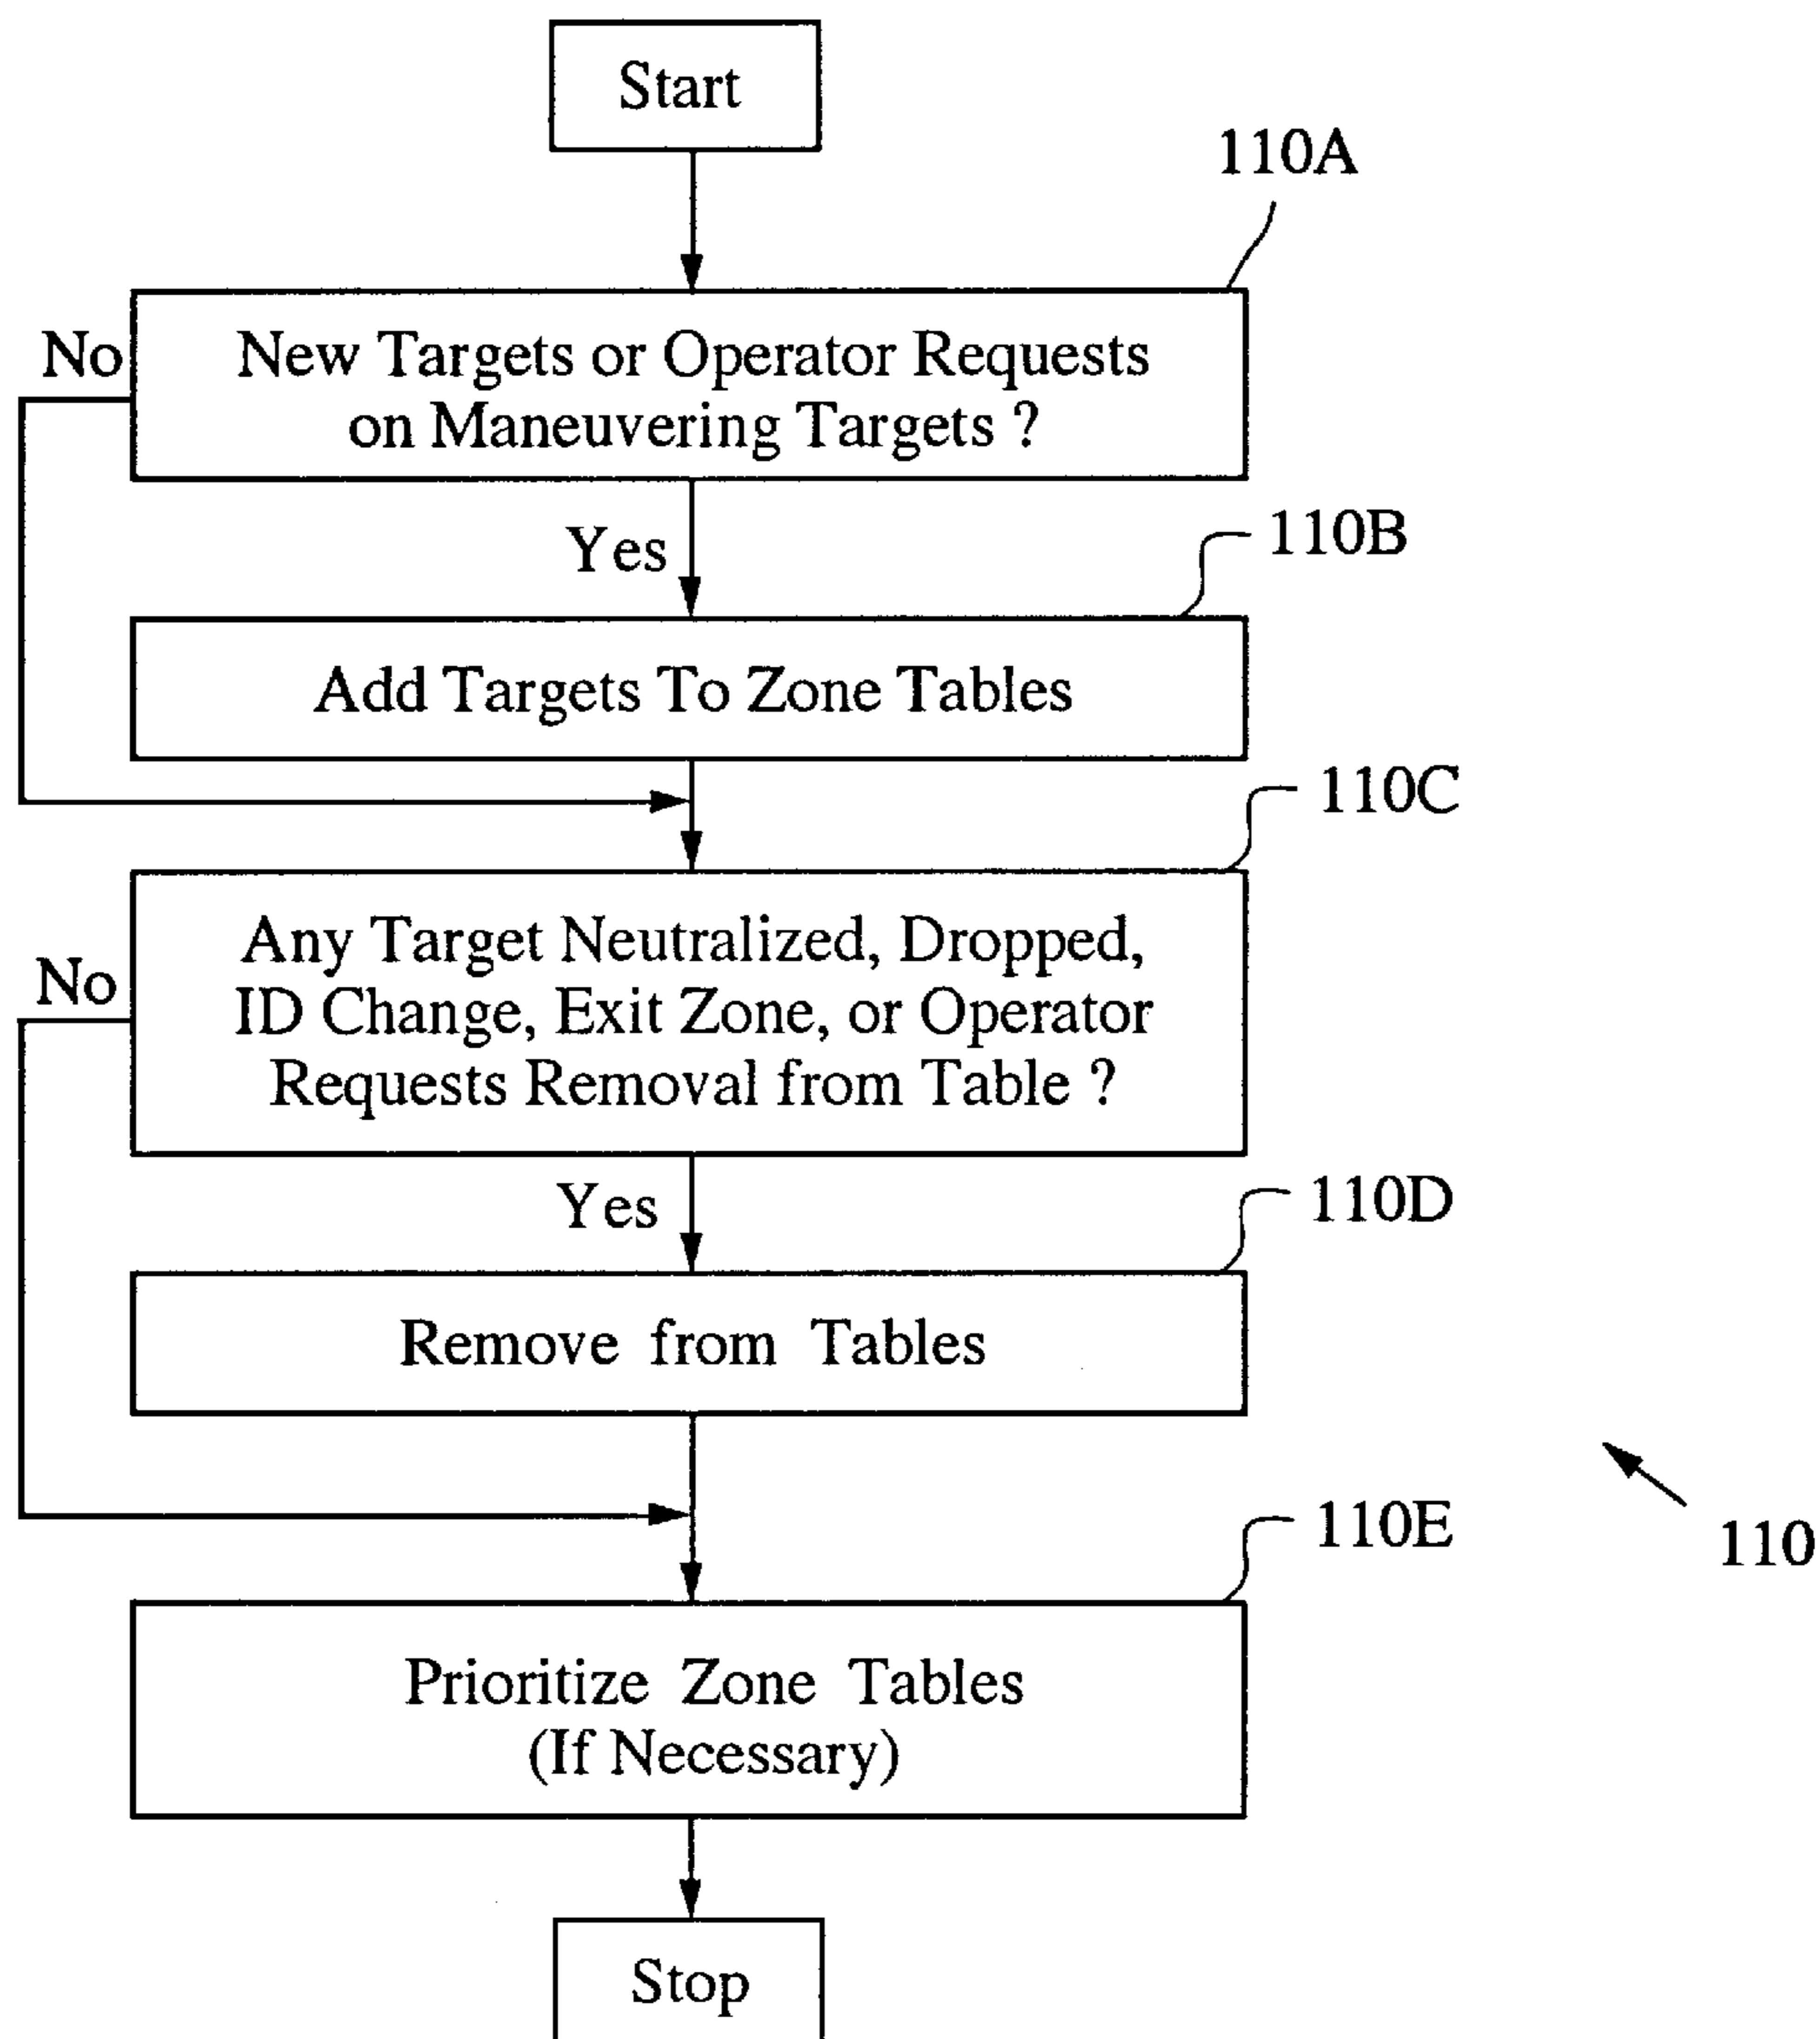 Start
110A
No
New Targets or Operator Requests
on Maneuvering Targets ?
Yes
110B
Add Targets To Zone Tables
110C
No
Any Target Neutralized, Dropped,
ID Change, Exit Zone, or Operator
Requests Removal from Table ?
Yes
110D
Remove from Tables
110E
110
Prioritize Zone Tables
(If Necessary)
Stop